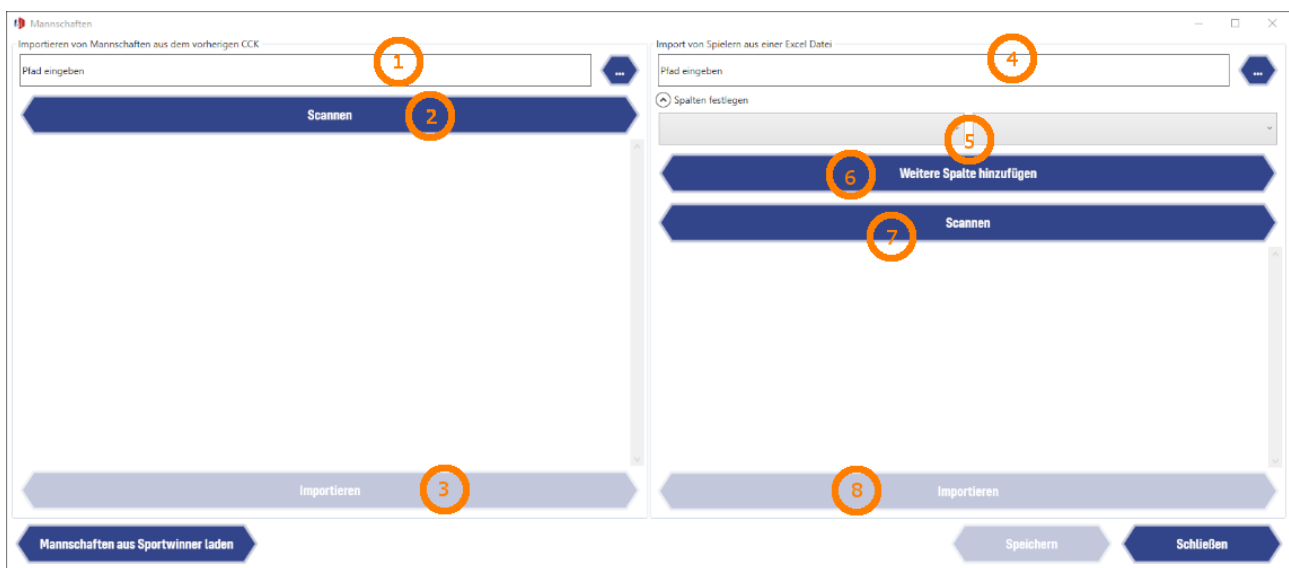 Mannschaften
Importieren von Mannschaften aus dem vorherigen CCK
Pfad eingeben
1
...
Scannen
2
Importieren
3
Import von Spielern aus einer Excel Datei
Pfad eingeben
4
...
Spalten festlegen
5
6
Weitere Spalte hinzufügen
Scannen
7
8
Importieren
Mannschaften aus Sportwinner laden
Speichern
Schließen